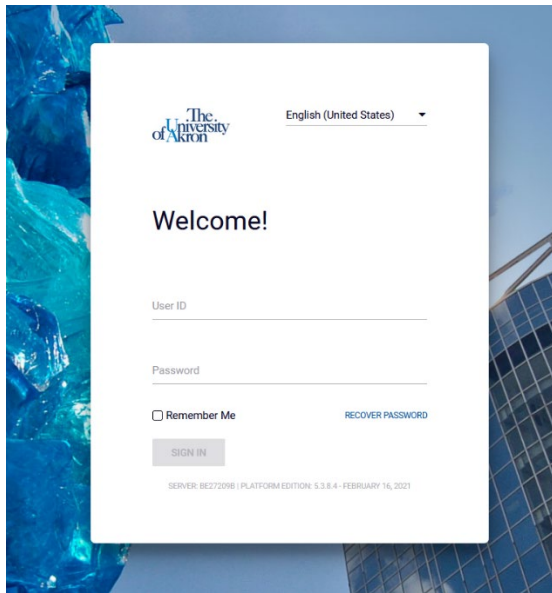 The
University
of Akron
English (United States)
Welcome!
User ID
Password
Remember Me
RECOVER PASSWORD
SIGN IN
SERVER: BE27209B | PLATFORM EDITION: 5.3.8.4 - FEBRUARY 16, 2021